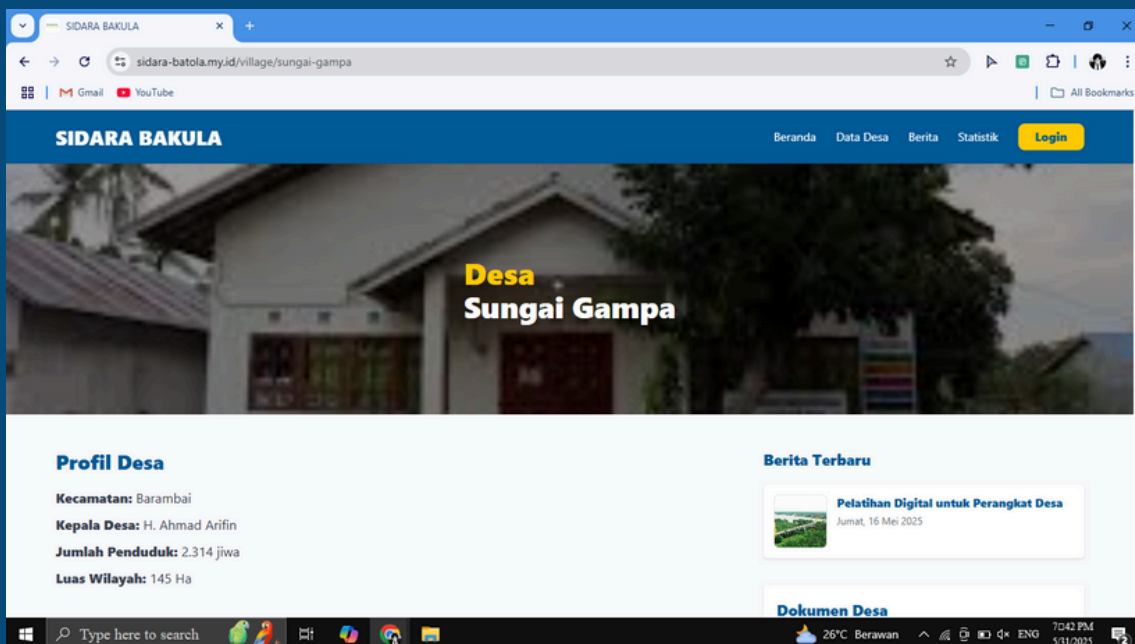 SIDARA BAKULA
sidara-batola.my.id/village/sungai-gampa
Gmail YouTube All Bookmarks
SIDARA BAKULA Beranda Data Desa Berita Statistik Login
Desa
Sungai Gampa
Profil Desa
Kecamatan: Barambai
Kepala Desa: H. Ahmad Arifin
Jumlah Penduduk: 2.314 jiwa
Luas Wilayah: 145 Ha
Berita Terbaru
Pelatihan Digital untuk Perangkat Desa
Jumat, 16 Mei 2025
Dokumen Desa
Type here to search 26°C Berawan ENG 7□42 PM
5/31/2025